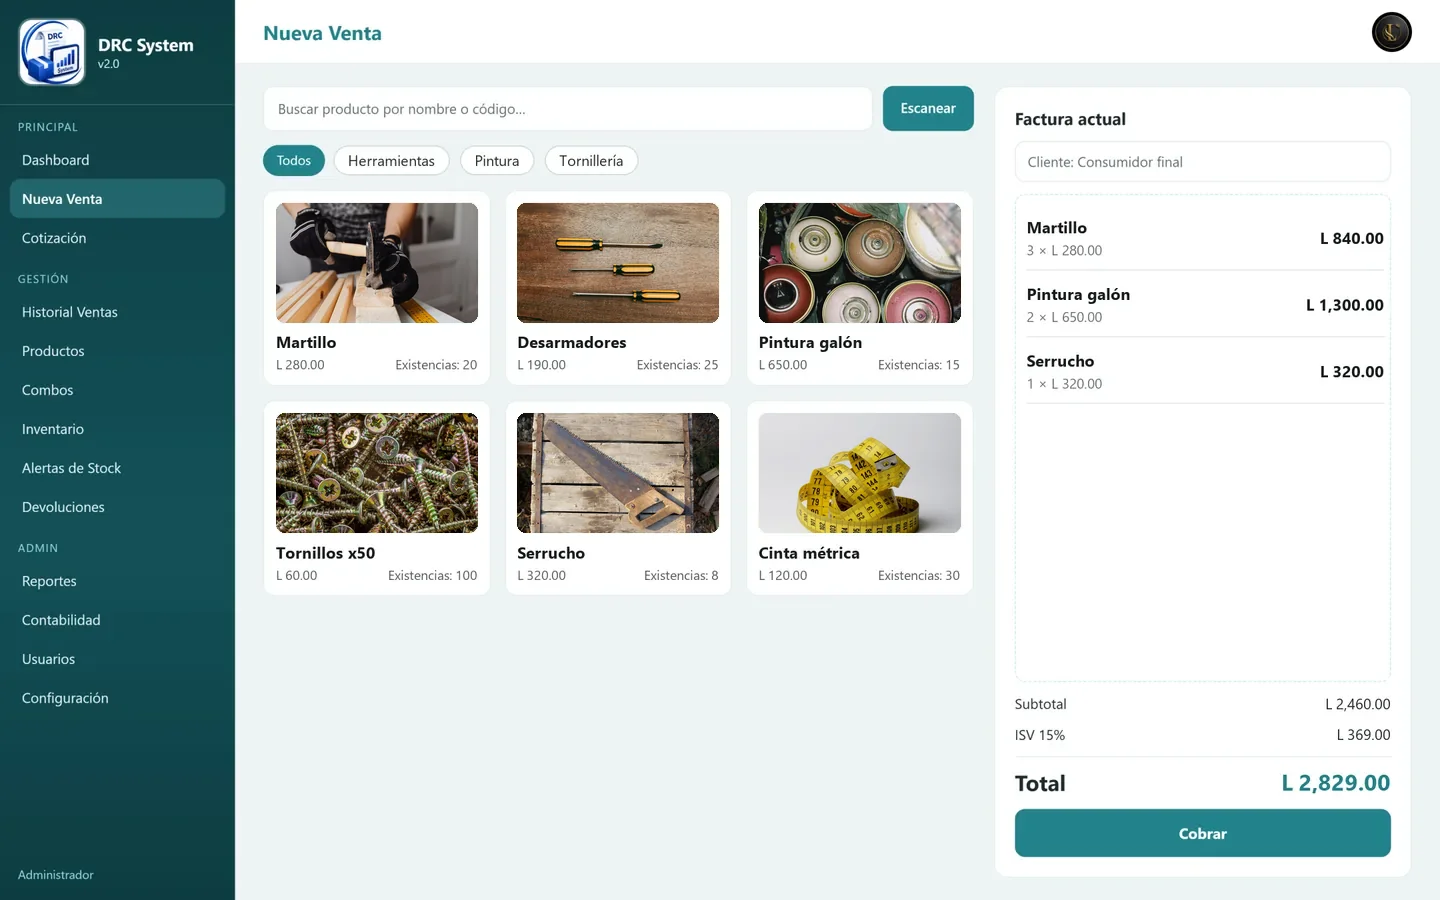 DRC
System
DRC System
v2.0
PRINCIPAL
Dashboard
Nueva Venta
Cotización
GESTIÓN
Historial Ventas
Productos
Combos
Inventario
Alertas de Stock
Devoluciones
ADMIN
Reportes
Contabilidad
Usuarios
Configuración
Administrador
Nueva Venta
Buscar producto por nombre o código...
Escanear
Todos
Herramientas
Pintura
Tornillería
Martillo
L 280.00
Existencias: 20
Desarmadores
L 190.00
Existencias: 25
Pintura galón
L 650.00
Existencias: 15
Tornillos x50
L 60.00
Existencias: 100
Serrucho
L 320.00
Existencias: 8
Cinta métrica
L 120.00
Existencias: 30
Factura actual
Cliente: Consumidor final
Martillo
3 × L 280.00
L 840.00
Pintura galón
2 × L 650.00
L 1,300.00
Serrucho
1 × L 320.00
L 320.00
Subtotal
L 2,460.00
ISV 15%
L 369.00
Total
L 2,829.00
Cobrar